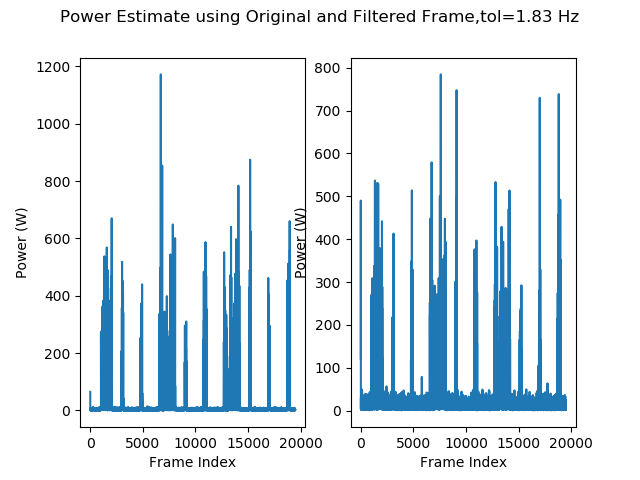 Power Estimate using Original and Filtered Frame,tol=1.83 Hz
1200
1000
800
600
400
200
0
Power (W)
0 5000 10000 15000 20000
Frame Index
800
700
600
500
400
300
200
100
0
Power (W)
0 5000 10000 15000 20000
Frame Index